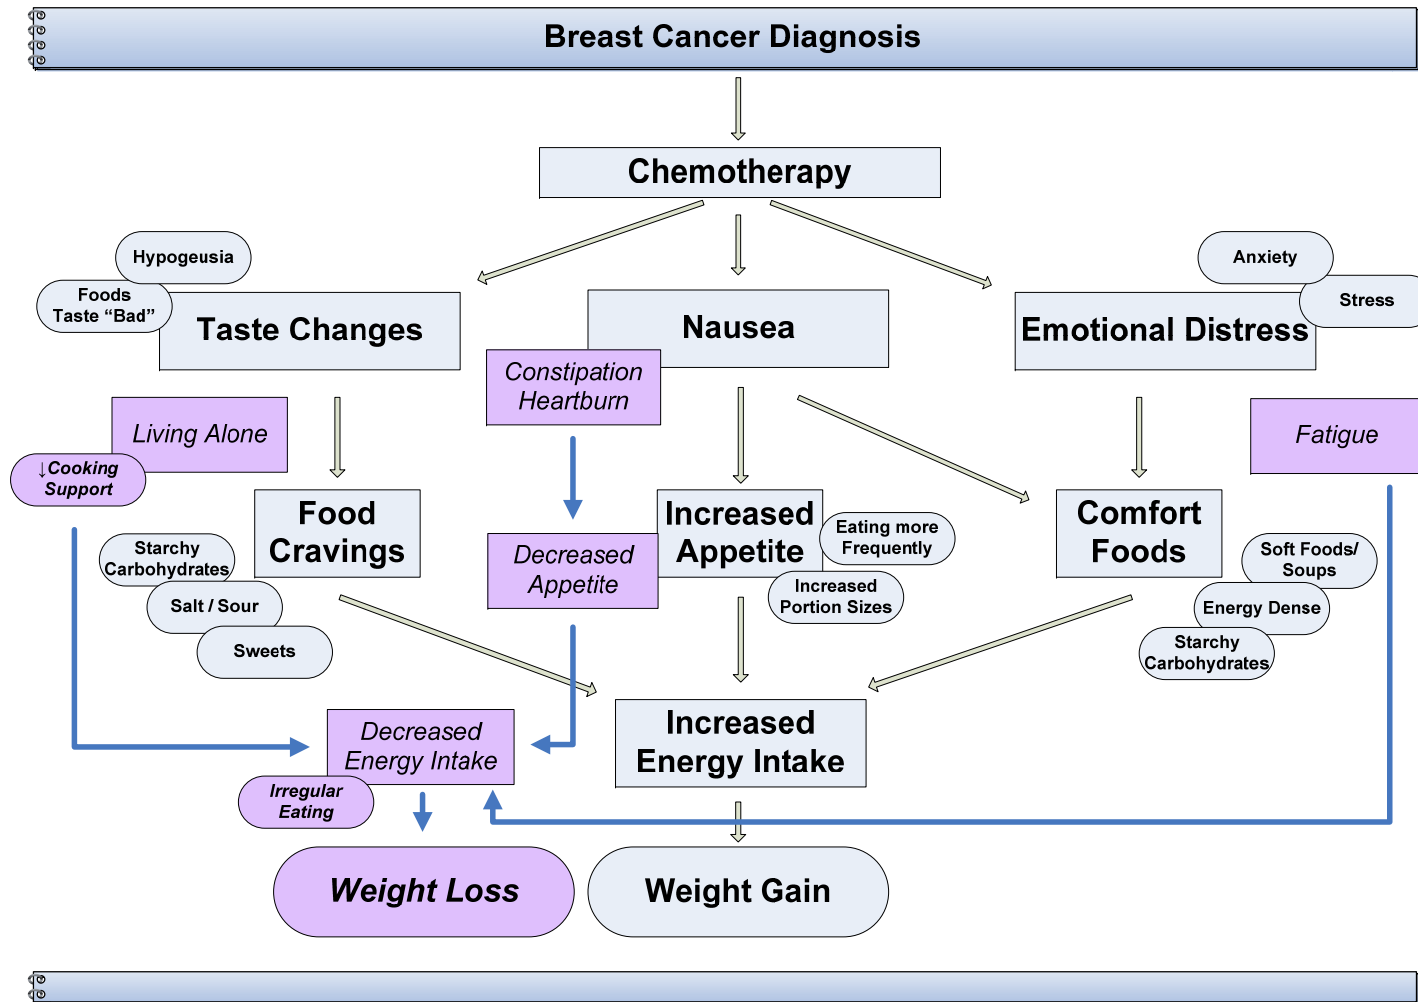 Breast Cancer Diagnosis
Chemotherapy
Hypogeusia
Foods
Taste “Bad”
Taste Changes
Nausea
Anxiety
Stress
Emotional Distress
Constipation
Heartburn
Living Alone
↓Cooking
Support
Fatigue
Food
Cravings
Starchy
Carbohydrates
Salt / Sour
Sweets
Decreased
Appetite
Increased
Appetite
Eating more
Frequently
Increased
Portion Sizes
Comfort
Foods
Soft Foods/
Soups
Energy Dense
Starchy
Carbohydrates
Decreased
Energy Intake
Irregular
Eating
Increased
Energy Intake
Weight Loss
Weight Gain